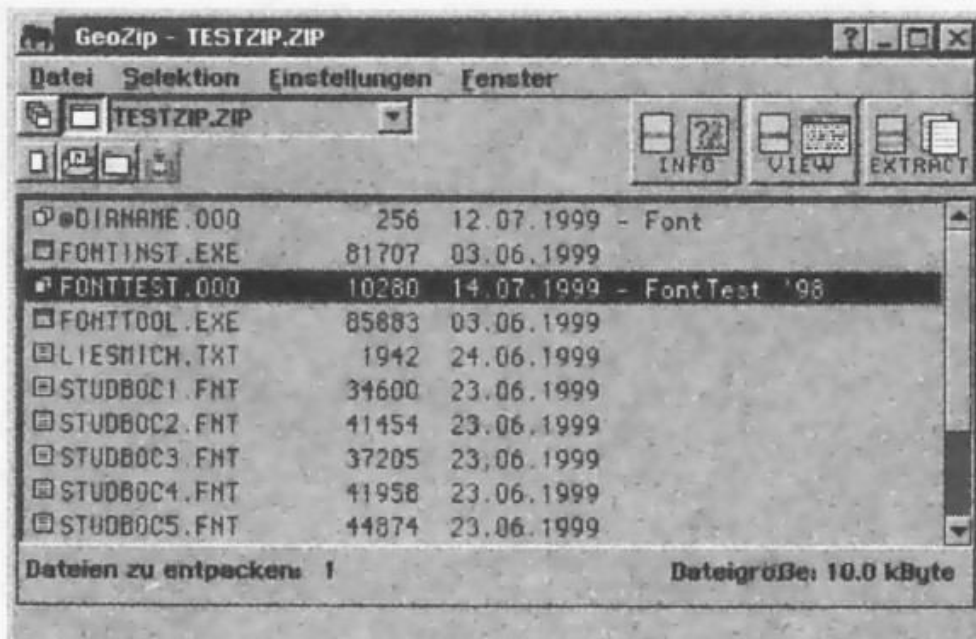 GeoZip - TESTZIP.ZIP
Datei Selektion Einstellungen Fenster
TESTZIP.ZIP
INFO VIEW EXTRACT
@DIRNAME.000 256 12.07.1999 - Font
FONTINST.EXE 81707 03.06.1999
FONTTEST.000 10280 14.07.1999 - FontTest '98
FONTTOOL.EXE 85883 03.06.1999
LIESMICH.TXT 1942 24.06.1999
STUDBOC1.FNT 34600 23.06.1999
STUDBOC2.FNT 41454 23.06.1999
STUDBOC3.FNT 37205 23.06.1999
STUDBOC4.FNT 41958 23.06.1999
STUDBOC5.FNT 44874 23.06.1999
Dateien zu entpacken: 1 Dateigröße: 10.0 kByte